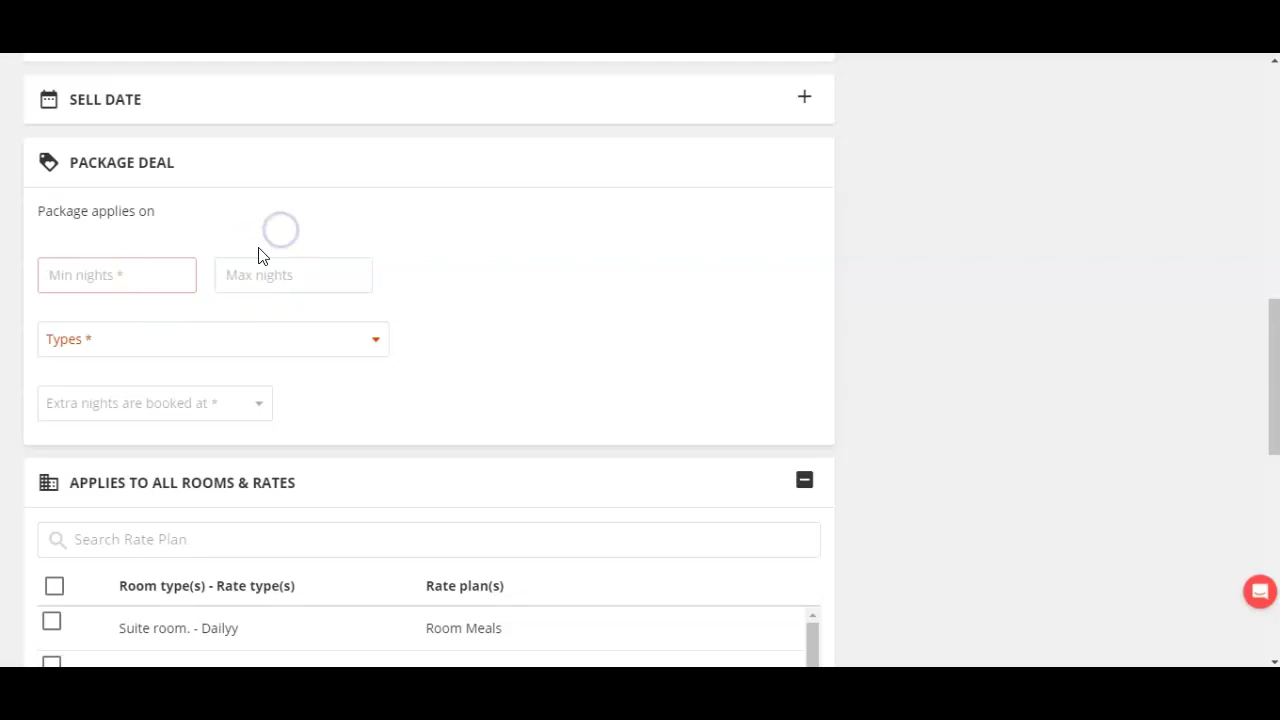 SELL DATE
PACKAGE DEAL
Package applies on
Min nights * Max nights
Types *
Extra nights are booked at *
APPLIES TO ALL ROOMS & RATES
Search Rate Plan
Room type(s) - Rate type(s) Rate plan(s)
Suite room. - Dailyy Room Meals